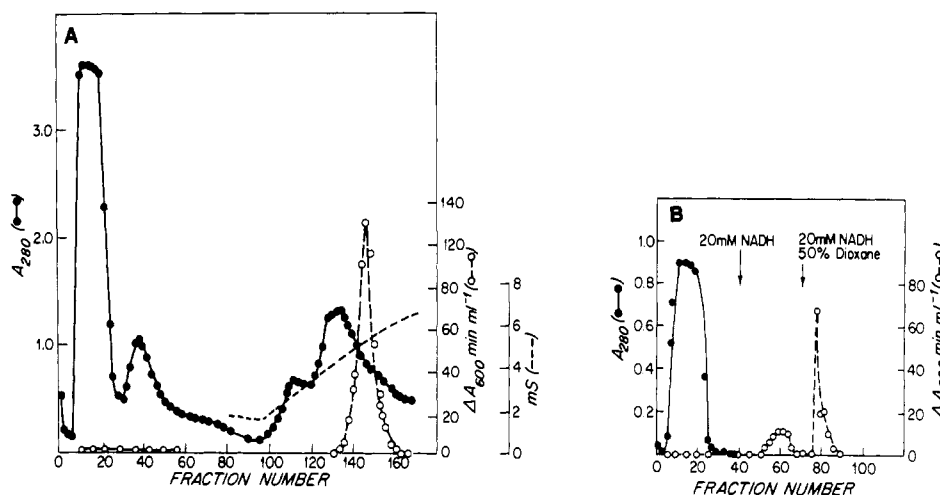 A
3.0
2.0
1.0
A280 (●—●)
0 20 40 60 80 100 120 140 160
FRACTION NUMBER
140
120
100
80
60
40
20
0
ΔA600 min ml-1 (○--○)
8
6
4
2
0
mS (---)
B
20mM NADH
20mM NADH
50% Dioxane
1.0
0.8
0.6
0.4
0.2
0
A280 (●—●)
0 20 40 60 80 100
FRACTION NUMBER
80
60
40
20
0